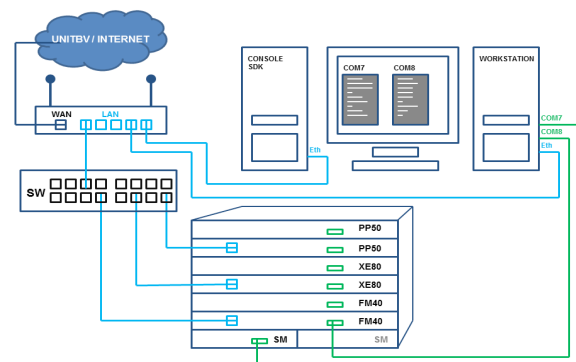 UNITBV / INTERNET
WAN
LAN
CONSOLE
SDK
COM7
COM8
WORKSTATION
COM7
COM8
Eth
Eth
SW
PP50
PP50
XE80
XE80
FM40
FM40
SM
SM